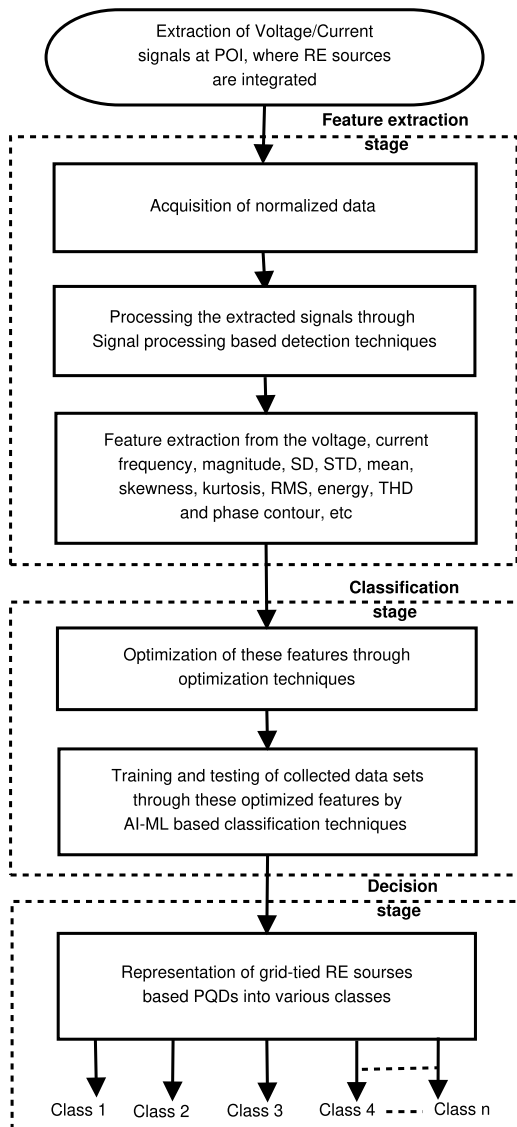 Extraction of Voltage/Current
signals at POI, where RE sources
are integrated
Feature extraction
stage
Acquisition of normalized data
Processing the extracted signals through
Signal processing based detection techniques
Feature extraction from the voltage, current
frequency, magnitude, SD, STD, mean,
skewness, kurtosis, RMS, energy, THD
and phase contour, etc
Classification
stage
Optimization of these features through
optimization techniques
Training and testing of collected data sets
through these optimized features by
AI-ML based classification techniques
Decision
stage
Representation of grid-tied RE sourses
based PQDs into various classes
Class 1 Class 2 Class 3 Class 4 Class n